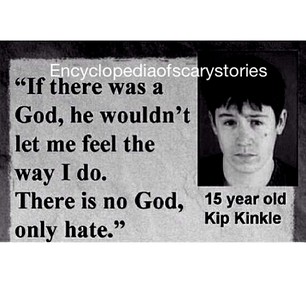 Encyclopediaofscarystories
“If there was a
God, he wouldn’t
let me feel the
way I do.
There is no God,
only hate.”
15 year old
Kip Kinkle